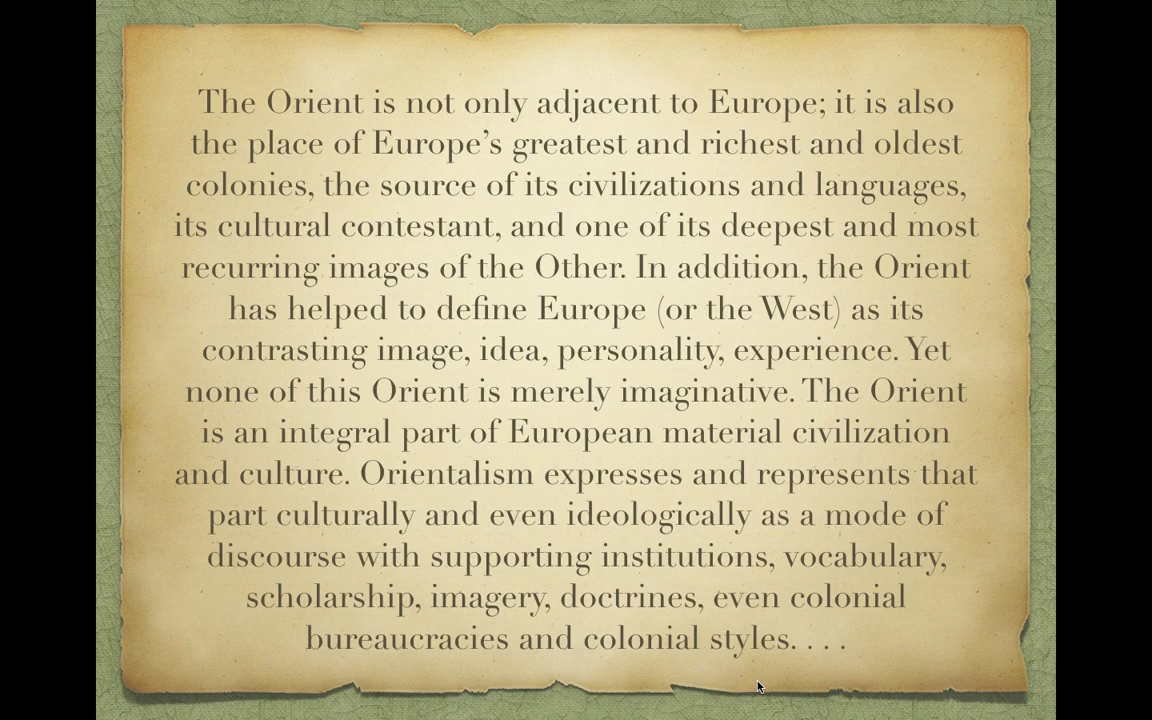 The Orient is not only adjacent to Europe; it is also
the place of Europe’s greatest and richest and oldest
colonies, the source of its civilizations and languages,
its cultural contestant, and one of its deepest and most
recurring images of the Other. In addition, the Orient
has helped to define Europe (or the West) as its
contrasting image, idea, personality, experience. Yet
none of this Orient is merely imaginative. The Orient
is an integral part of European material civilization
and culture. Orientalism expresses and represents that
part culturally and even ideologically as a mode of
discourse with supporting institutions, vocabulary,
scholarship, imagery, doctrines, even colonial
bureaucracies and colonial styles. . . .